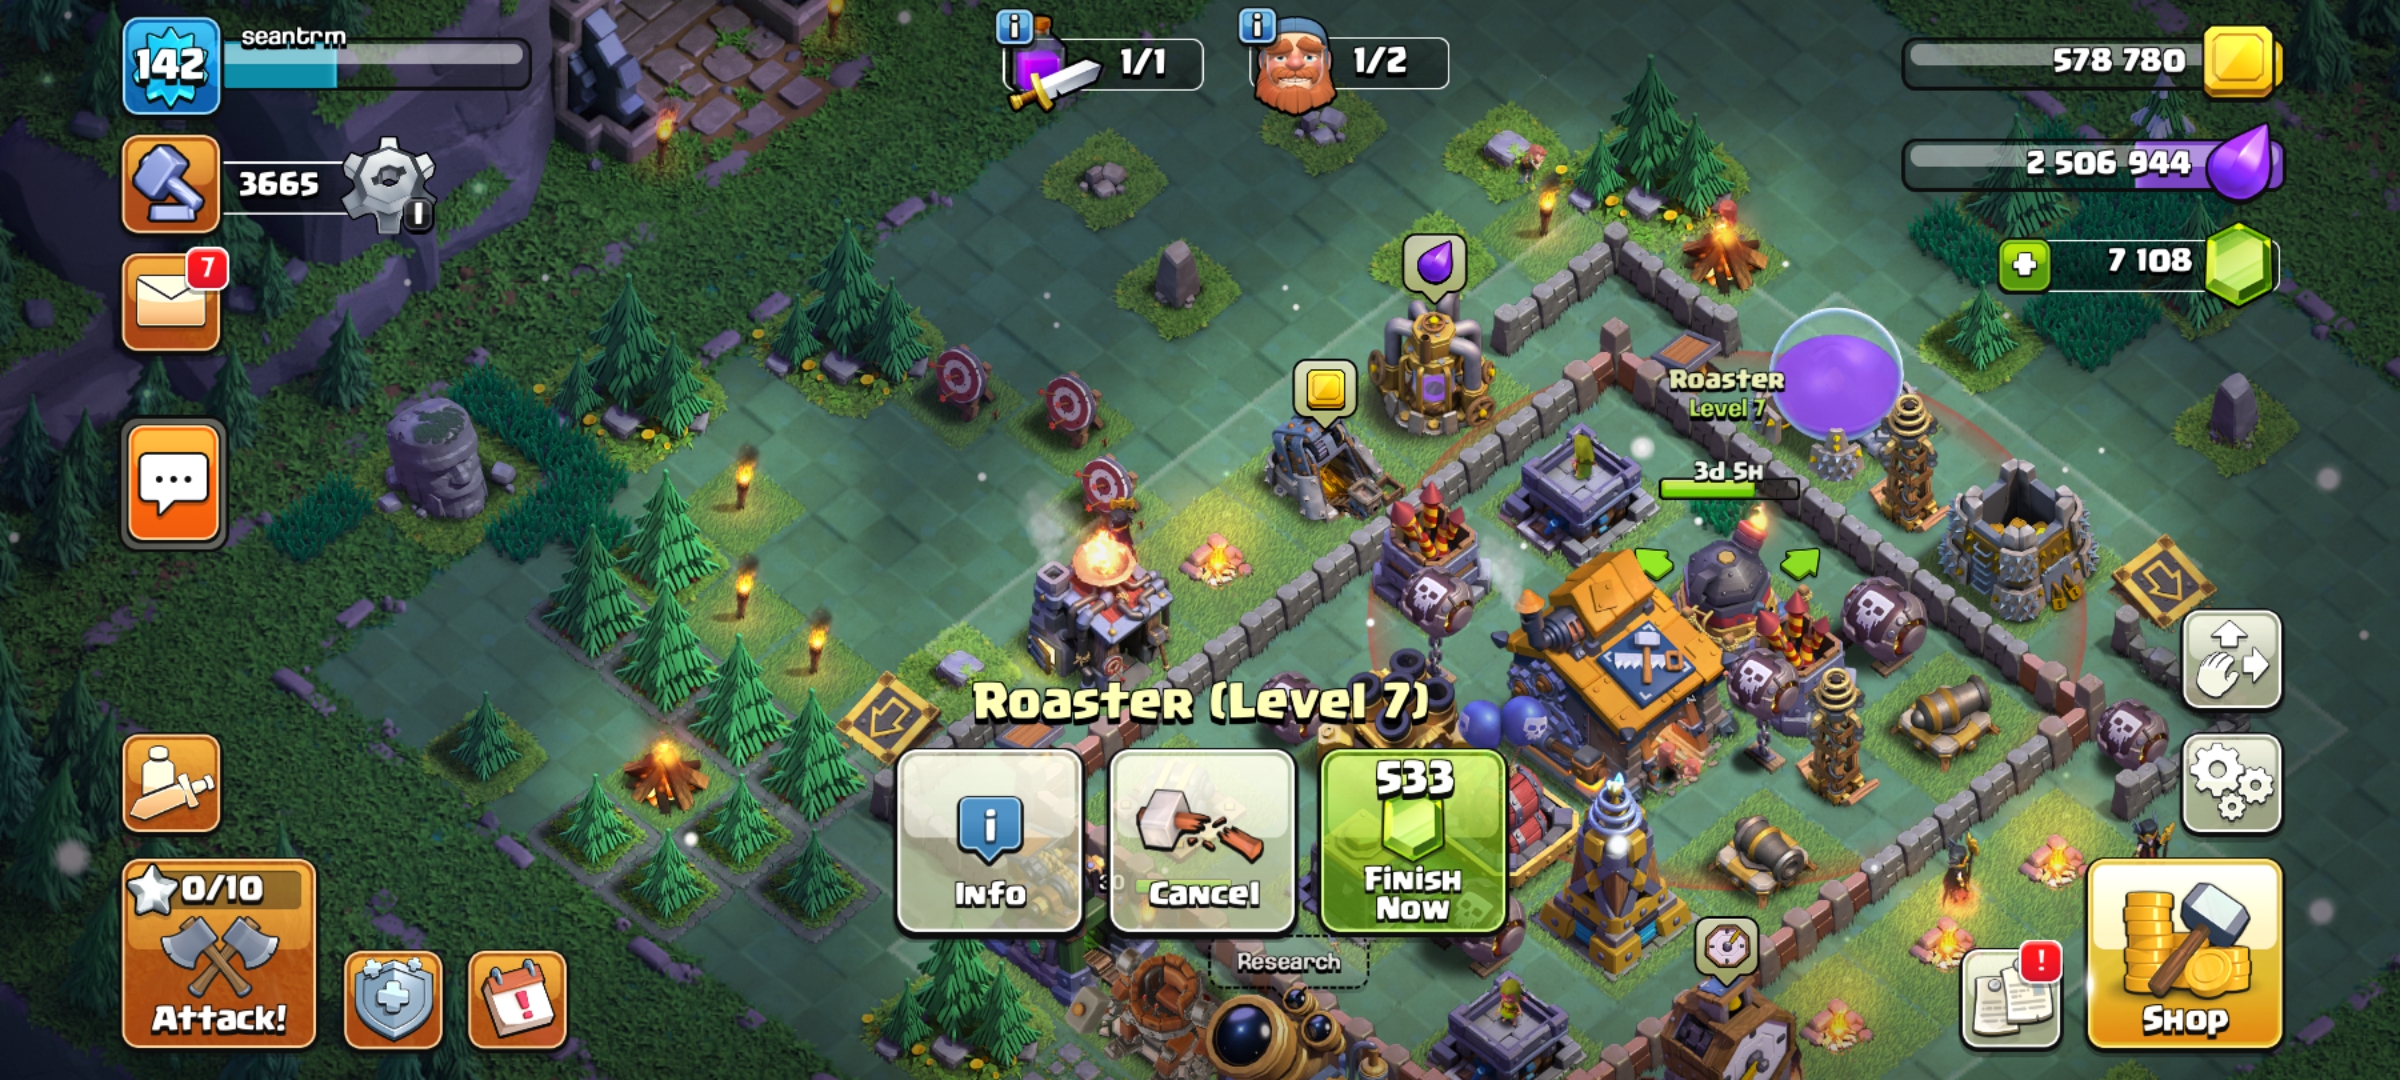 142
seantrm
1/1
1/2
578 780
3665
I
2 506 944
7
7 108
Roaster
Level 7
3d 5H
Roaster (Level 7)
533
Info
Cancel
Finish
Now
0/10
Attack!
Research
!
Shop